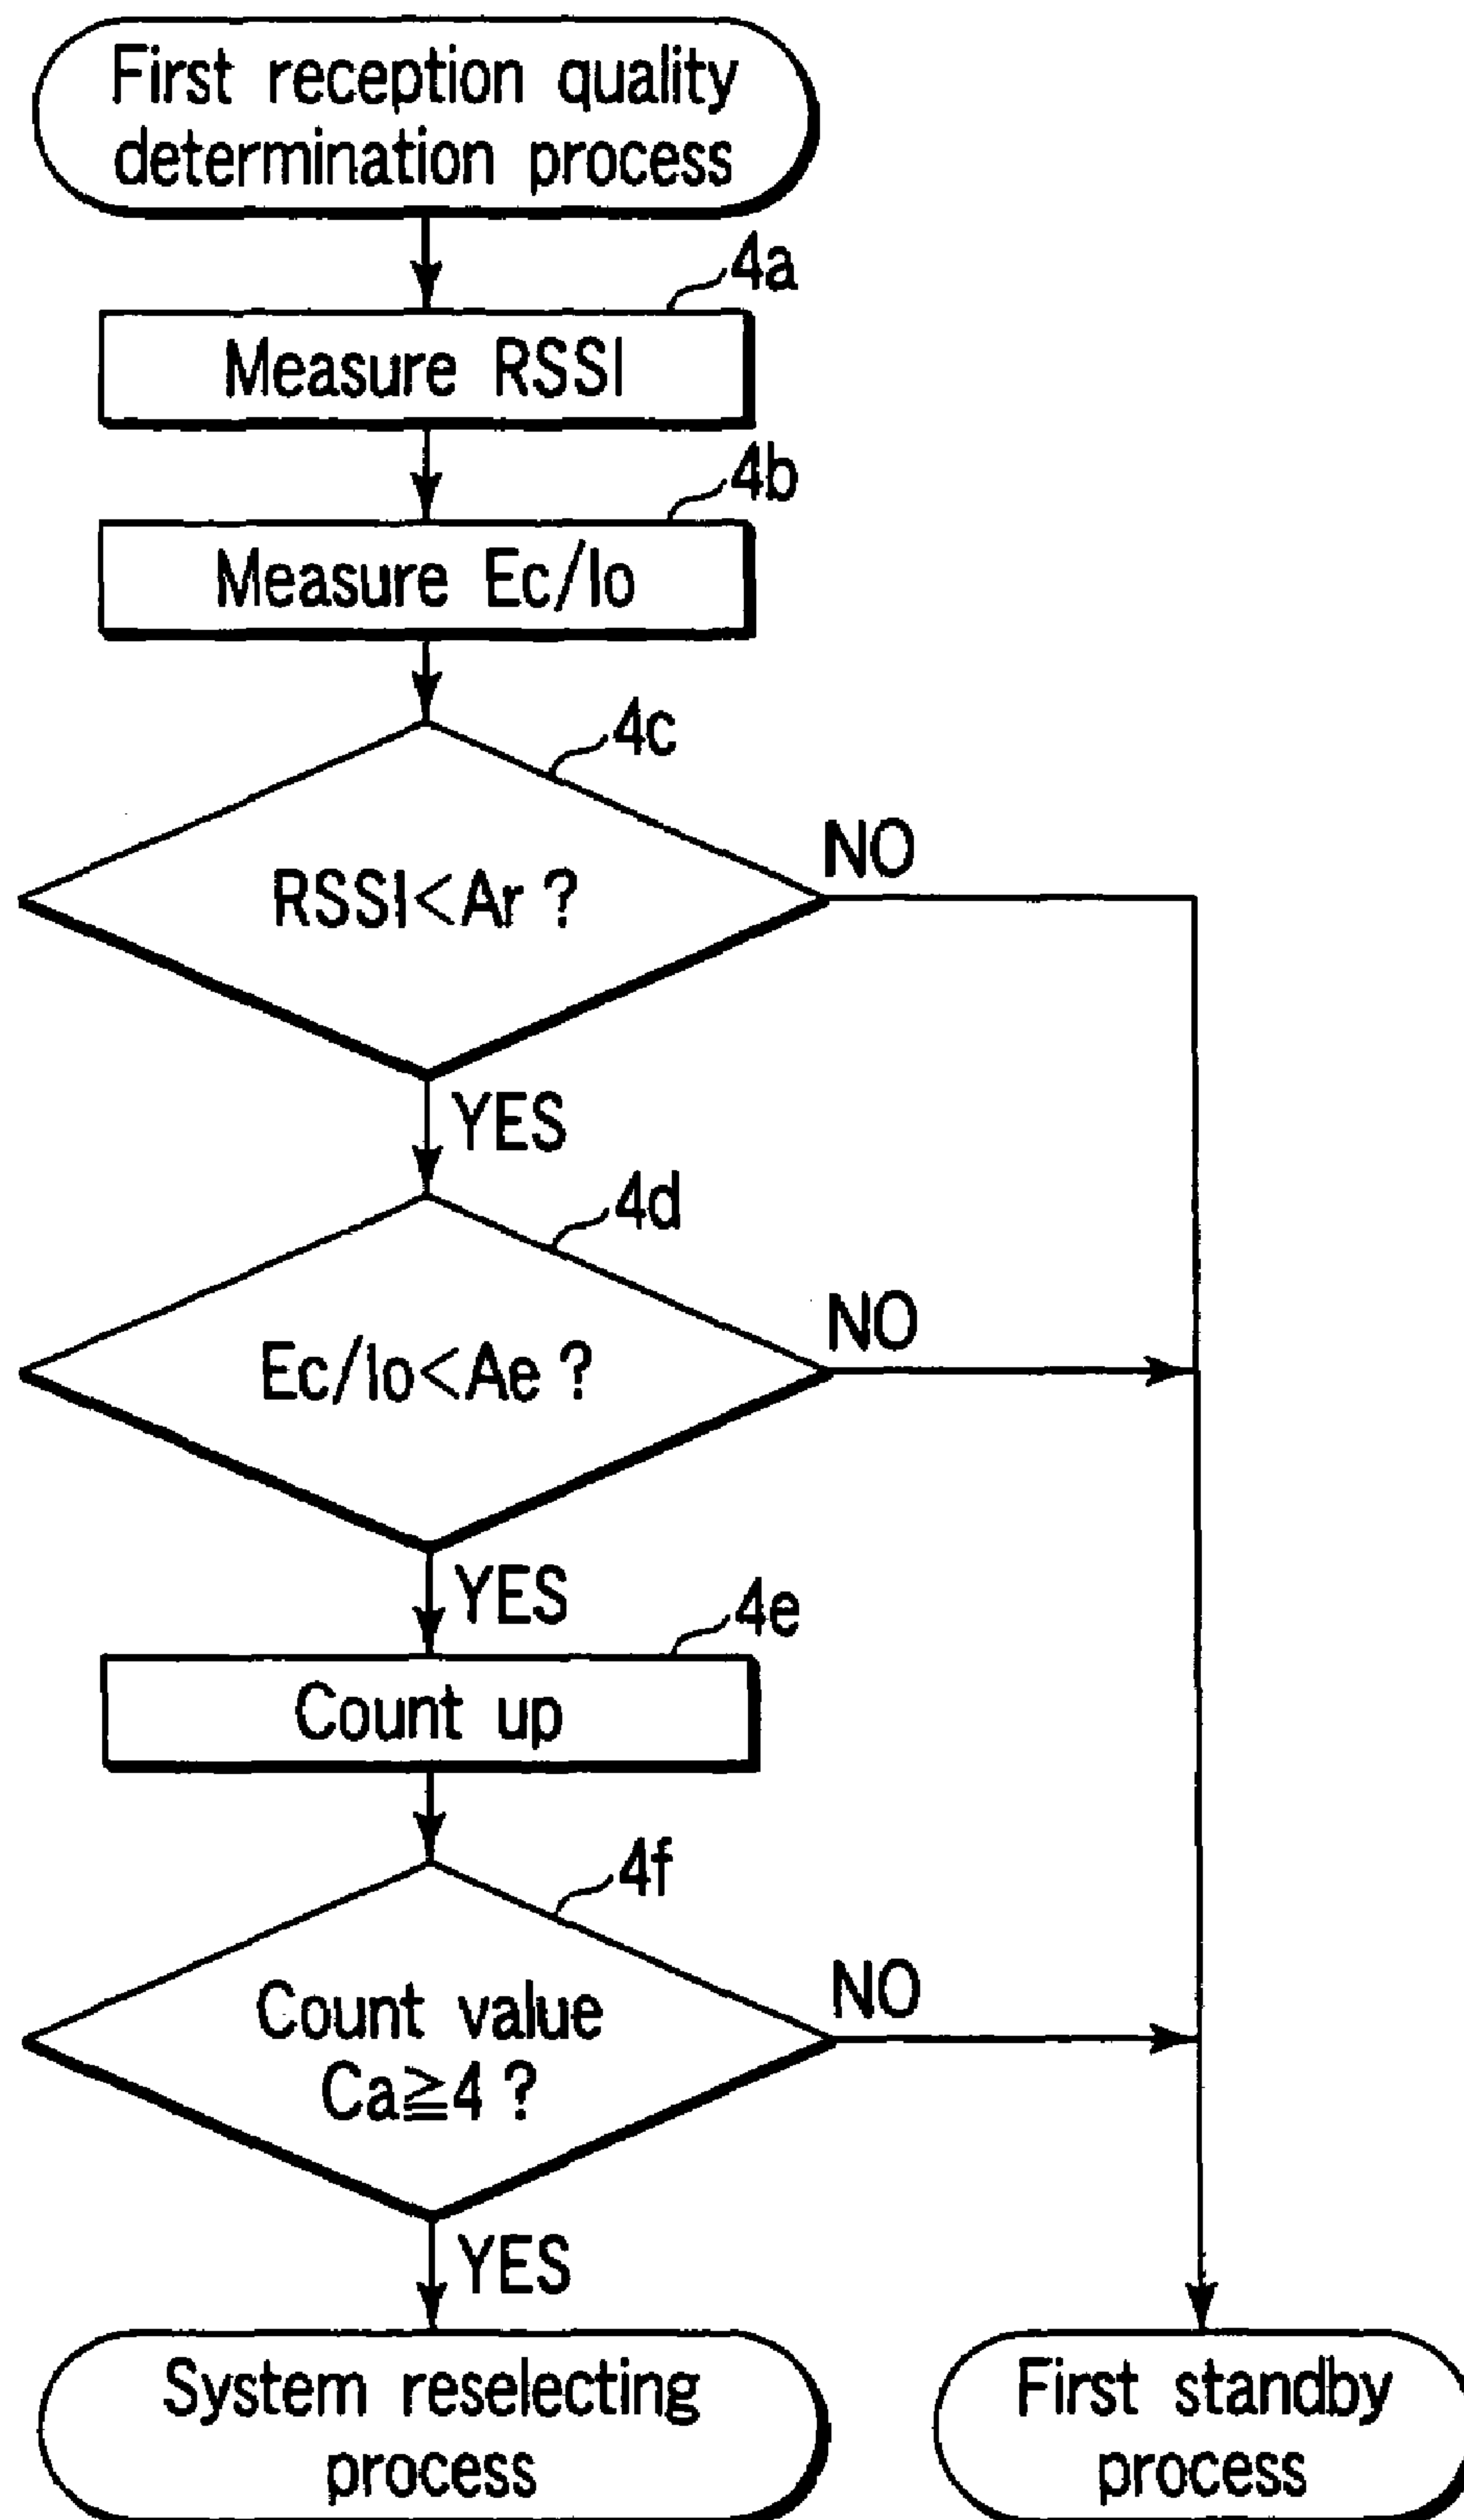 First reception quality
determination process
4a
Measure RSSI
4b
Measure Ec/Io
4c
RSSI<Ar ?
NO
YES
4d
Ec/Io<Ae ?
NO
YES
4e
Count up
4f
Count value
Ca≧4 ?
NO
YES
System reselecting
process
First standby
process